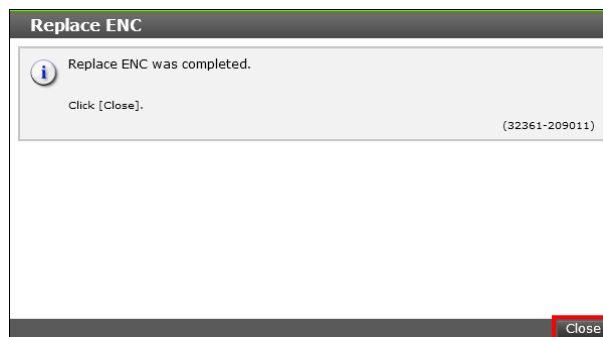 Replace ENC
Replace ENC was completed.
Click [Close].
(32361-209011)
Close